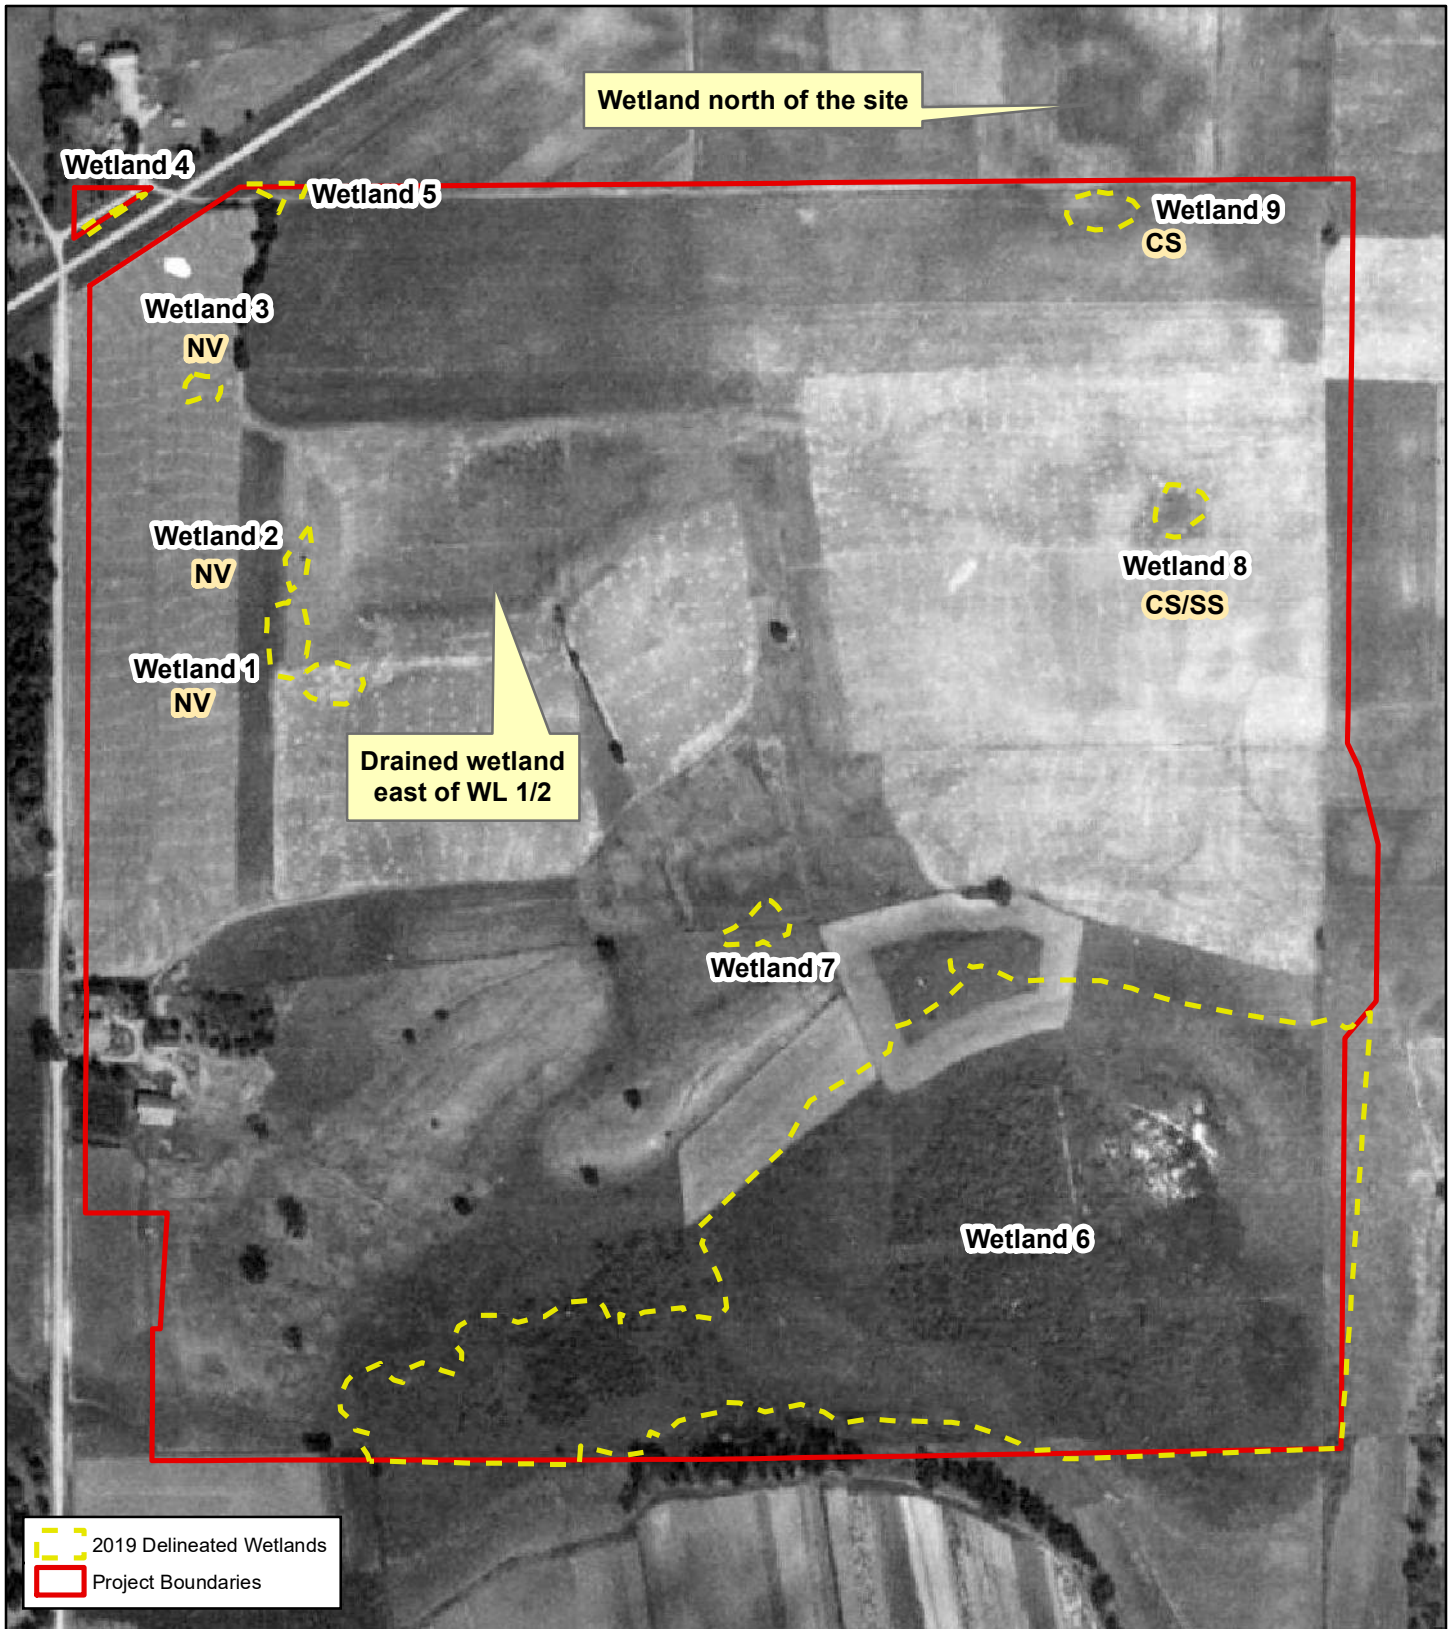 Wetland north of the site
Wetland 4
Wetland 5
Wetland 9
CS
Wetland 3
NV
Wetland 2
NV
Wetland 8
CS/SS
Wetland 1
NV
Drained wetland
east of WL 1/2
Wetland 7
Wetland 6
2019 Delineated Wetlands
Project Boundaries